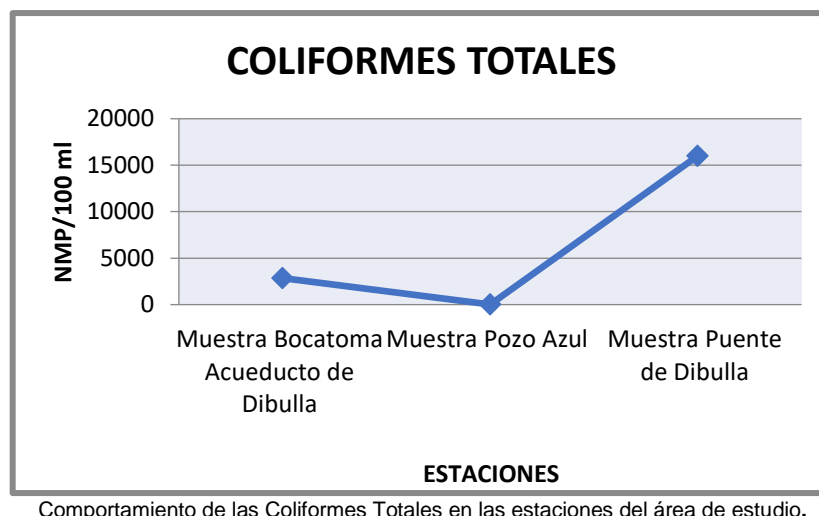 COLIFORMES TOTALES
NMP/100 ml
20000
15000
10000
5000
0
Muestra Bocatoma
Acueducto de
Dibulla
Muestra Pozo Azul
Muestra Puente
de Dibulla
ESTACIONES
Comportamiento de las Coliformes Totales en las estaciones del área de estudio.